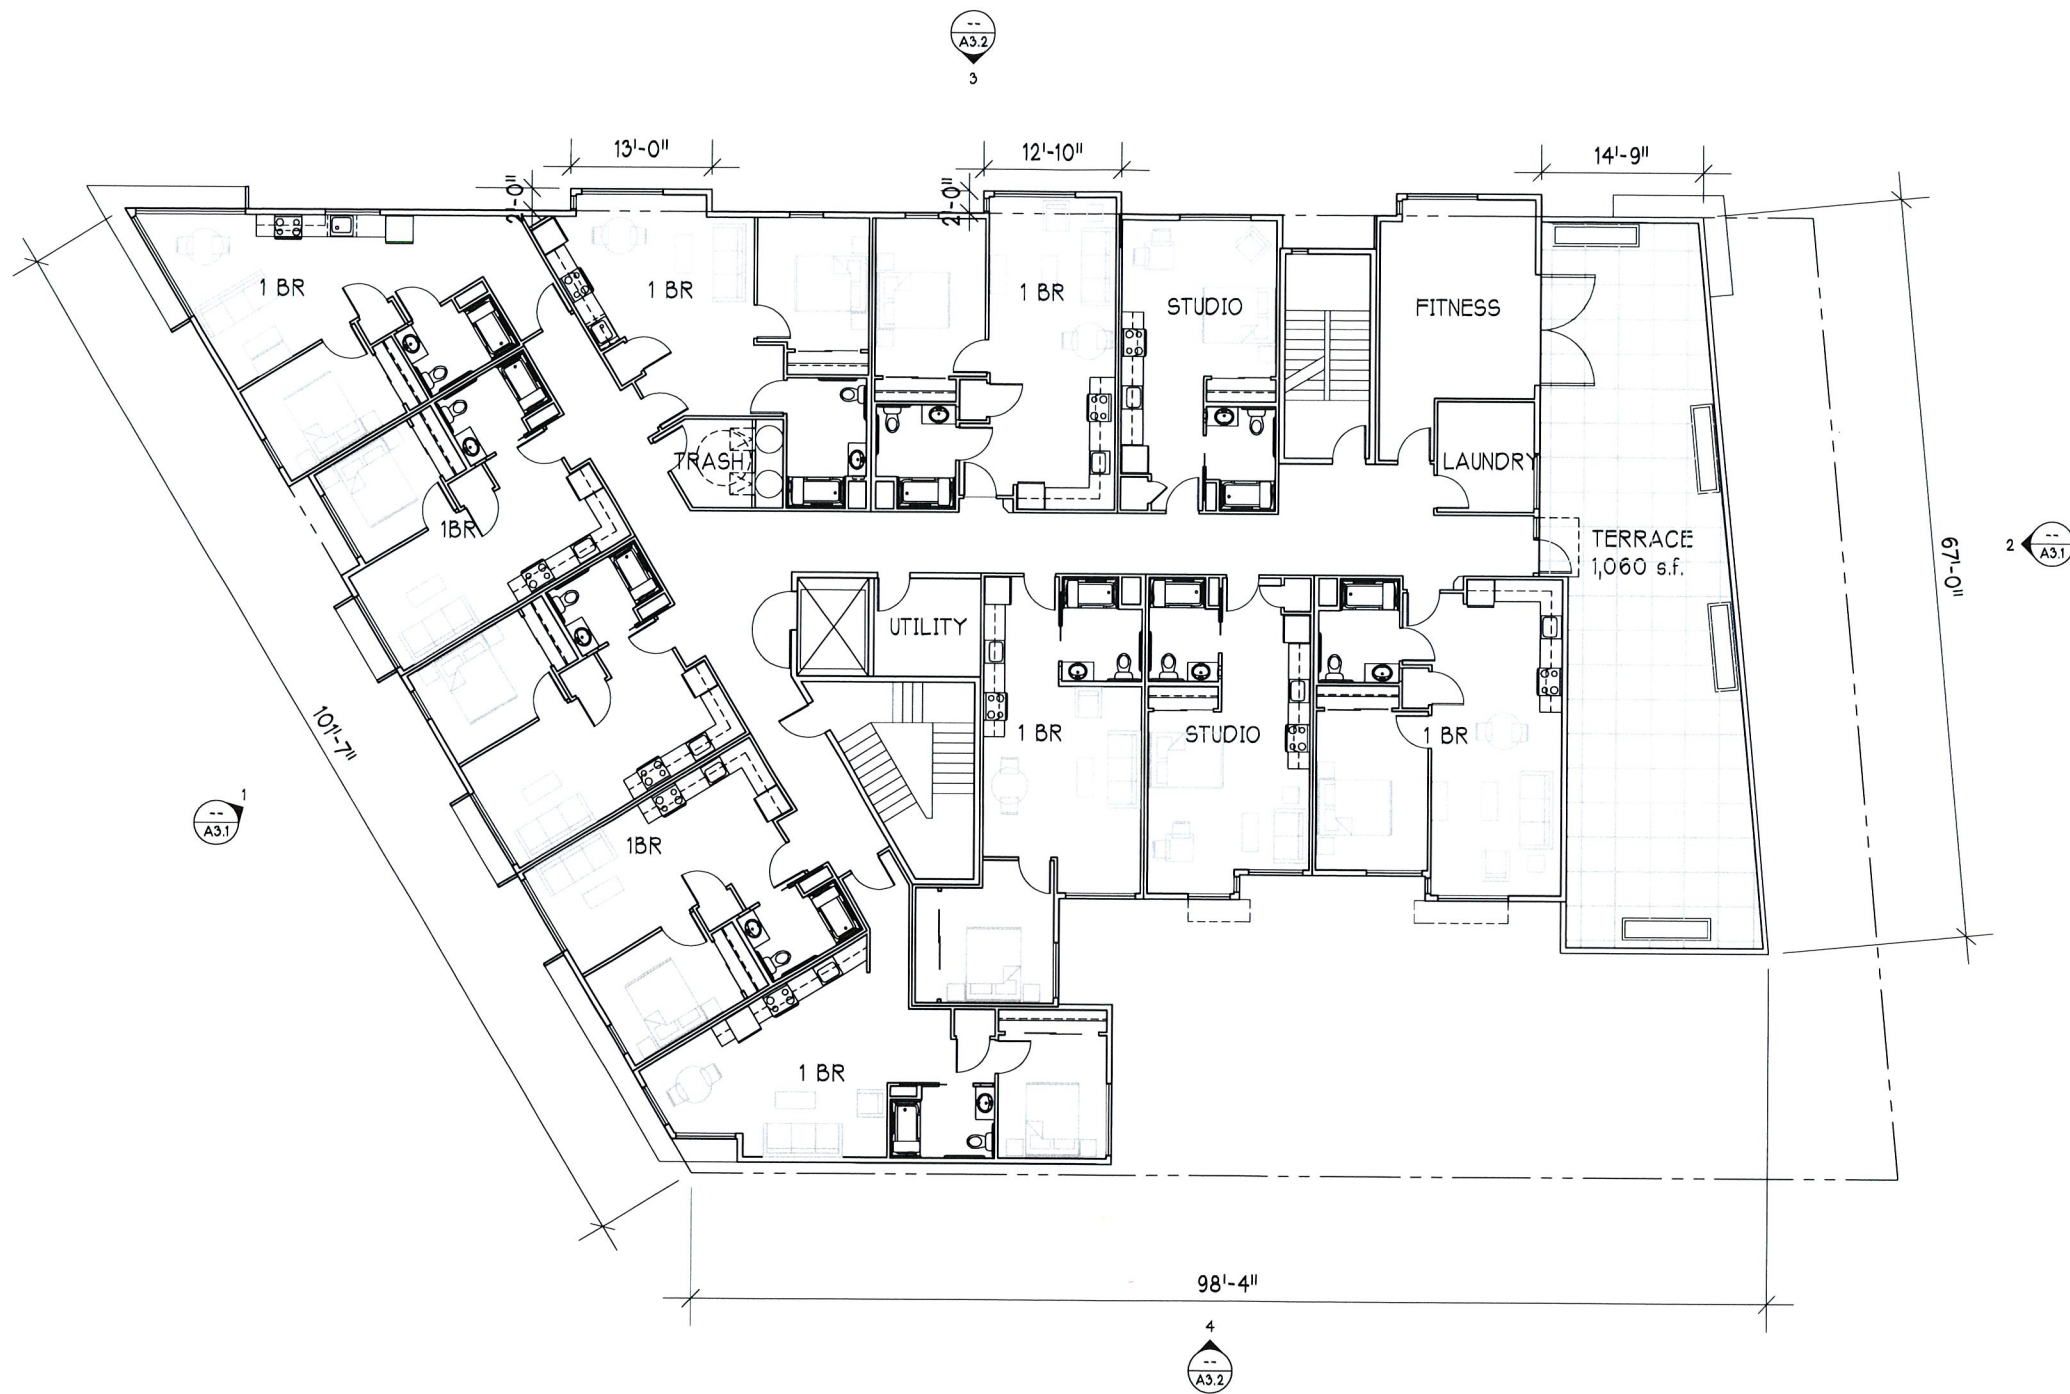 --
A3.2
3
13'-0"
12'-10"
14'-9"
2'-0"
2'-0"
1 BR
1 BR
1 BR
STUDIO
FITNESS
TRASH
LAUNDRY
1BR
TERRACE
1,060 s.f.
67'-0"
2
--
A3.1
UTILITY
101'-7"
1 BR
STUDIO
1 BR
1
--
A3.1
1BR
1 BR
98'-4"
4
--
A3.2